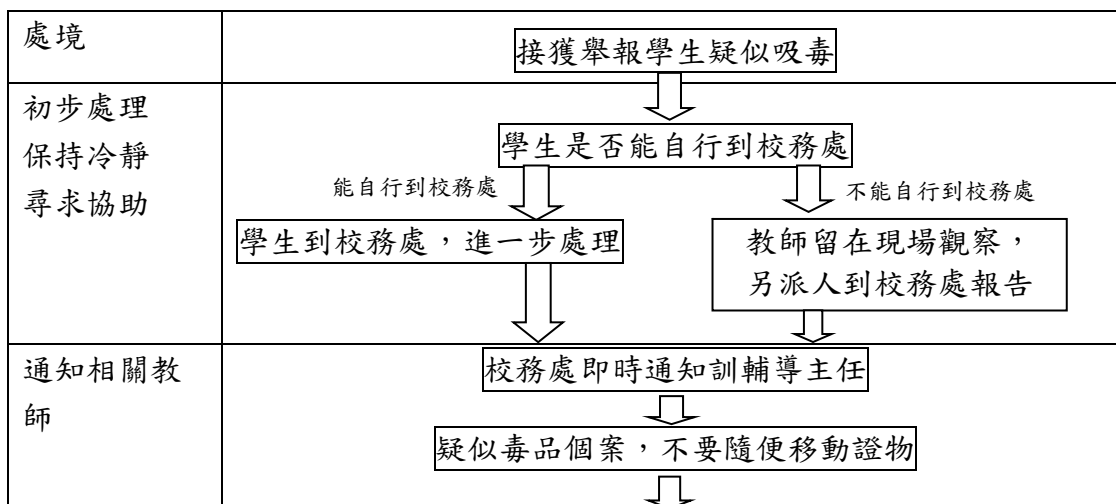 處境
接獲舉報學生疑似吸毒
初步處理
保持冷靜
尋求協助
學生是否能自行到校務處
能自行到校務處
不能自行到校務處
學生到校務處，進一步處理
教師留在現場觀察，
另派人到校務處報告
通知相關教
師
校務處即時通知訓輔導主任
疑似毒品個案，不要隨便移動證物